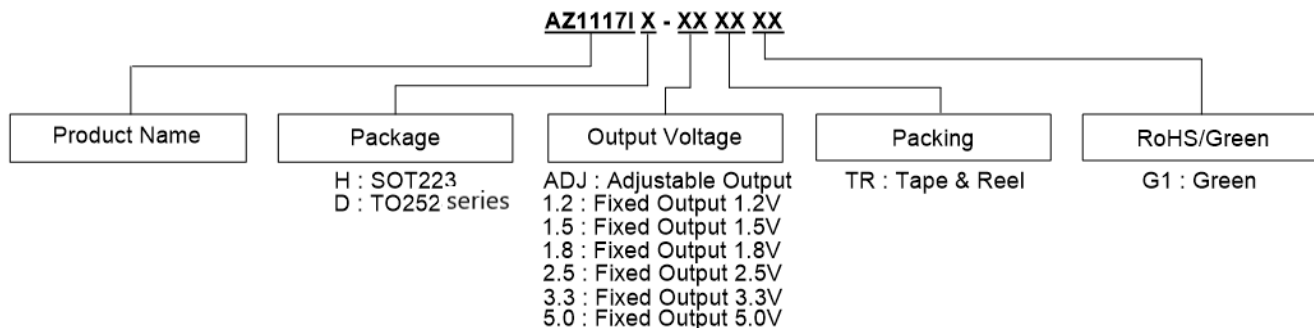 AZ1117I X - XX XX XX
Product Name
Package
H : SOT223
D : TO252 series
Output Voltage
ADJ : Adjustable Output
1.2 : Fixed Output 1.2V
1.5 : Fixed Output 1.5V
1.8 : Fixed Output 1.8V
2.5 : Fixed Output 2.5V
3.3 : Fixed Output 3.3V
5.0 : Fixed Output 5.0V
Packing
TR : Tape & Reel
RoHS/Green
G1 : Green